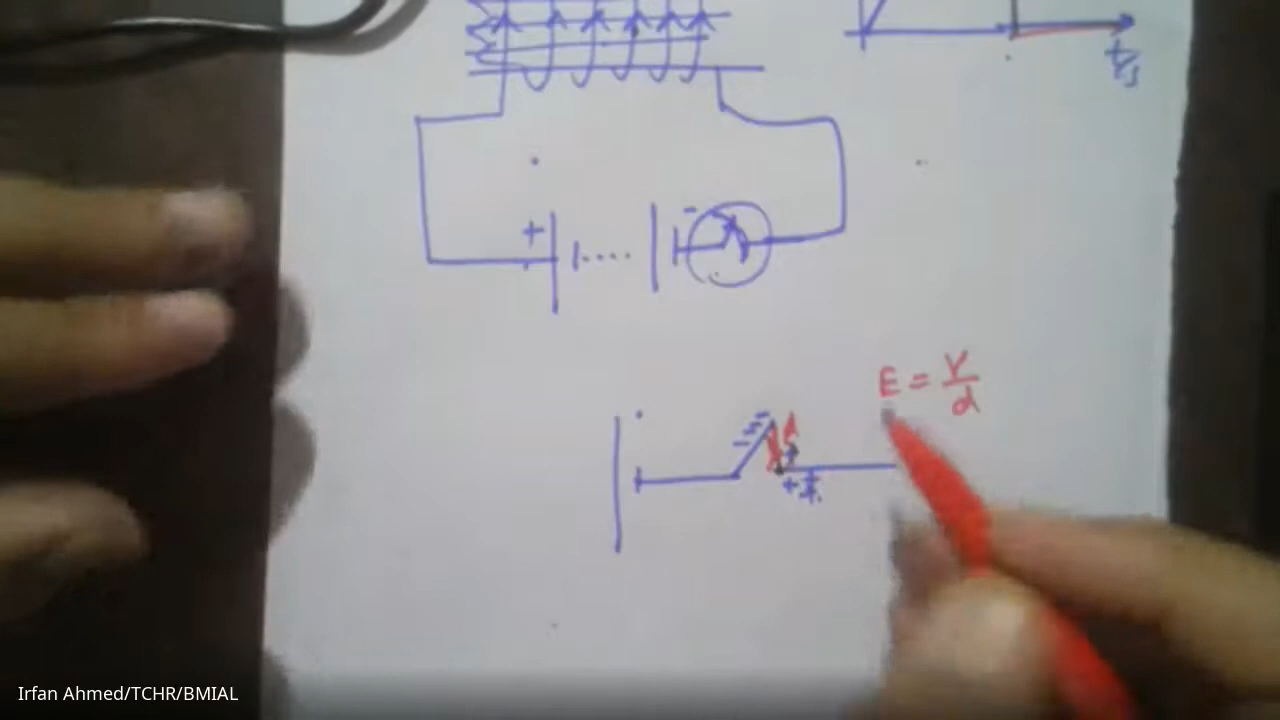 +
-
E = V/d
+
+ +
Irfan Ahmed/TCHR/BMIAL